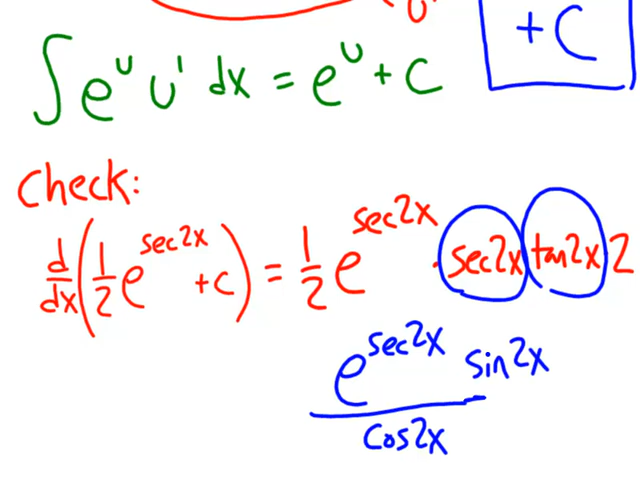 +C
∫ e^u u' dx = e^u + C
Check:
d/dx (1/2 e^sec2x + C) = 1/2 e^sec2x · sec2x tan2x 2
e^sec2x sin2x / cos2x